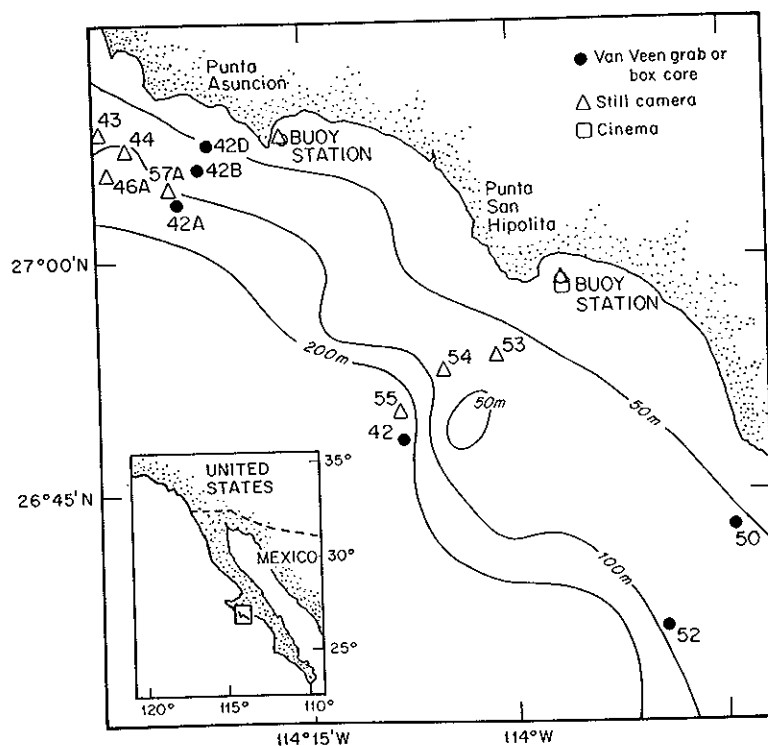 Punta
Asuncion
Van Veen grab or
box core
Still camera
Cinema
43
44
42D
BUOY
STATION
46A
57A
42B
42A
Punta
San
Hipolita
27°00'N
BUOY
STATION
200m
54
53
55
50m
50m
42
26°45'N
50
100m
52
UNITED
STATES
MEXICO
35°
30°
25°
120°
115°
110°
114°15'W
114°W